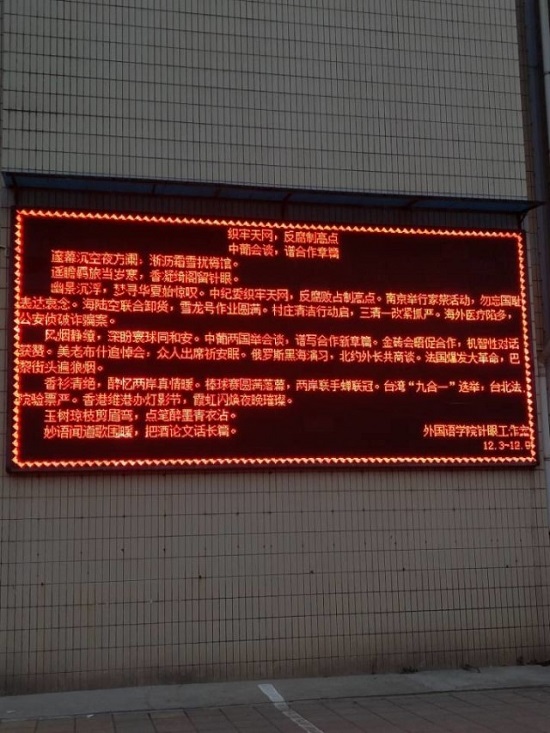 织牢天网，反腐制高点
中葡会谈，谱合作章篇
蓬幕沉空夜方阑，淅沥霜雪扰寿馆。
遥瞻羁旅当岁寒，香凝绮阁留针眼。
幽景沉浮，梦寻华夏始惊叹。中纪委织牢天网，反腐败占制高点。南京举行家祭活动，勿忘国耻
表达哀念。海陆空联合卸货，雪龙号作业圆满。村庄清洁行动启，三清一改紧抓严。海外医疗陷多，
公安侦破诈骗案。
风烟静缭，深盼寰球同和安。中葡两国举会谈，谱写合作新章篇。金砖会晤促合作，机智性对话
获赞。美老布什追悼会，众人出席祈安眠。俄罗斯黑海演习，北约外长共商谈。法国爆发大革命，巴
黎街头遍狼烟。
香衫清绝，醉忆两岸真情暖。棒球赛圆满落幕，两岸联手蝉联冠。台湾“九合一”选举，台北法
院验票严。香港维港办灯影节，霞虹闪焕夜晚璀璨。
玉树琼枝剪眉弯，点笔醉墨青衣沾。
妙语闻道歌国暖，把酒论文话长篇。
外国语学院针眼工作室
12.3~12.9